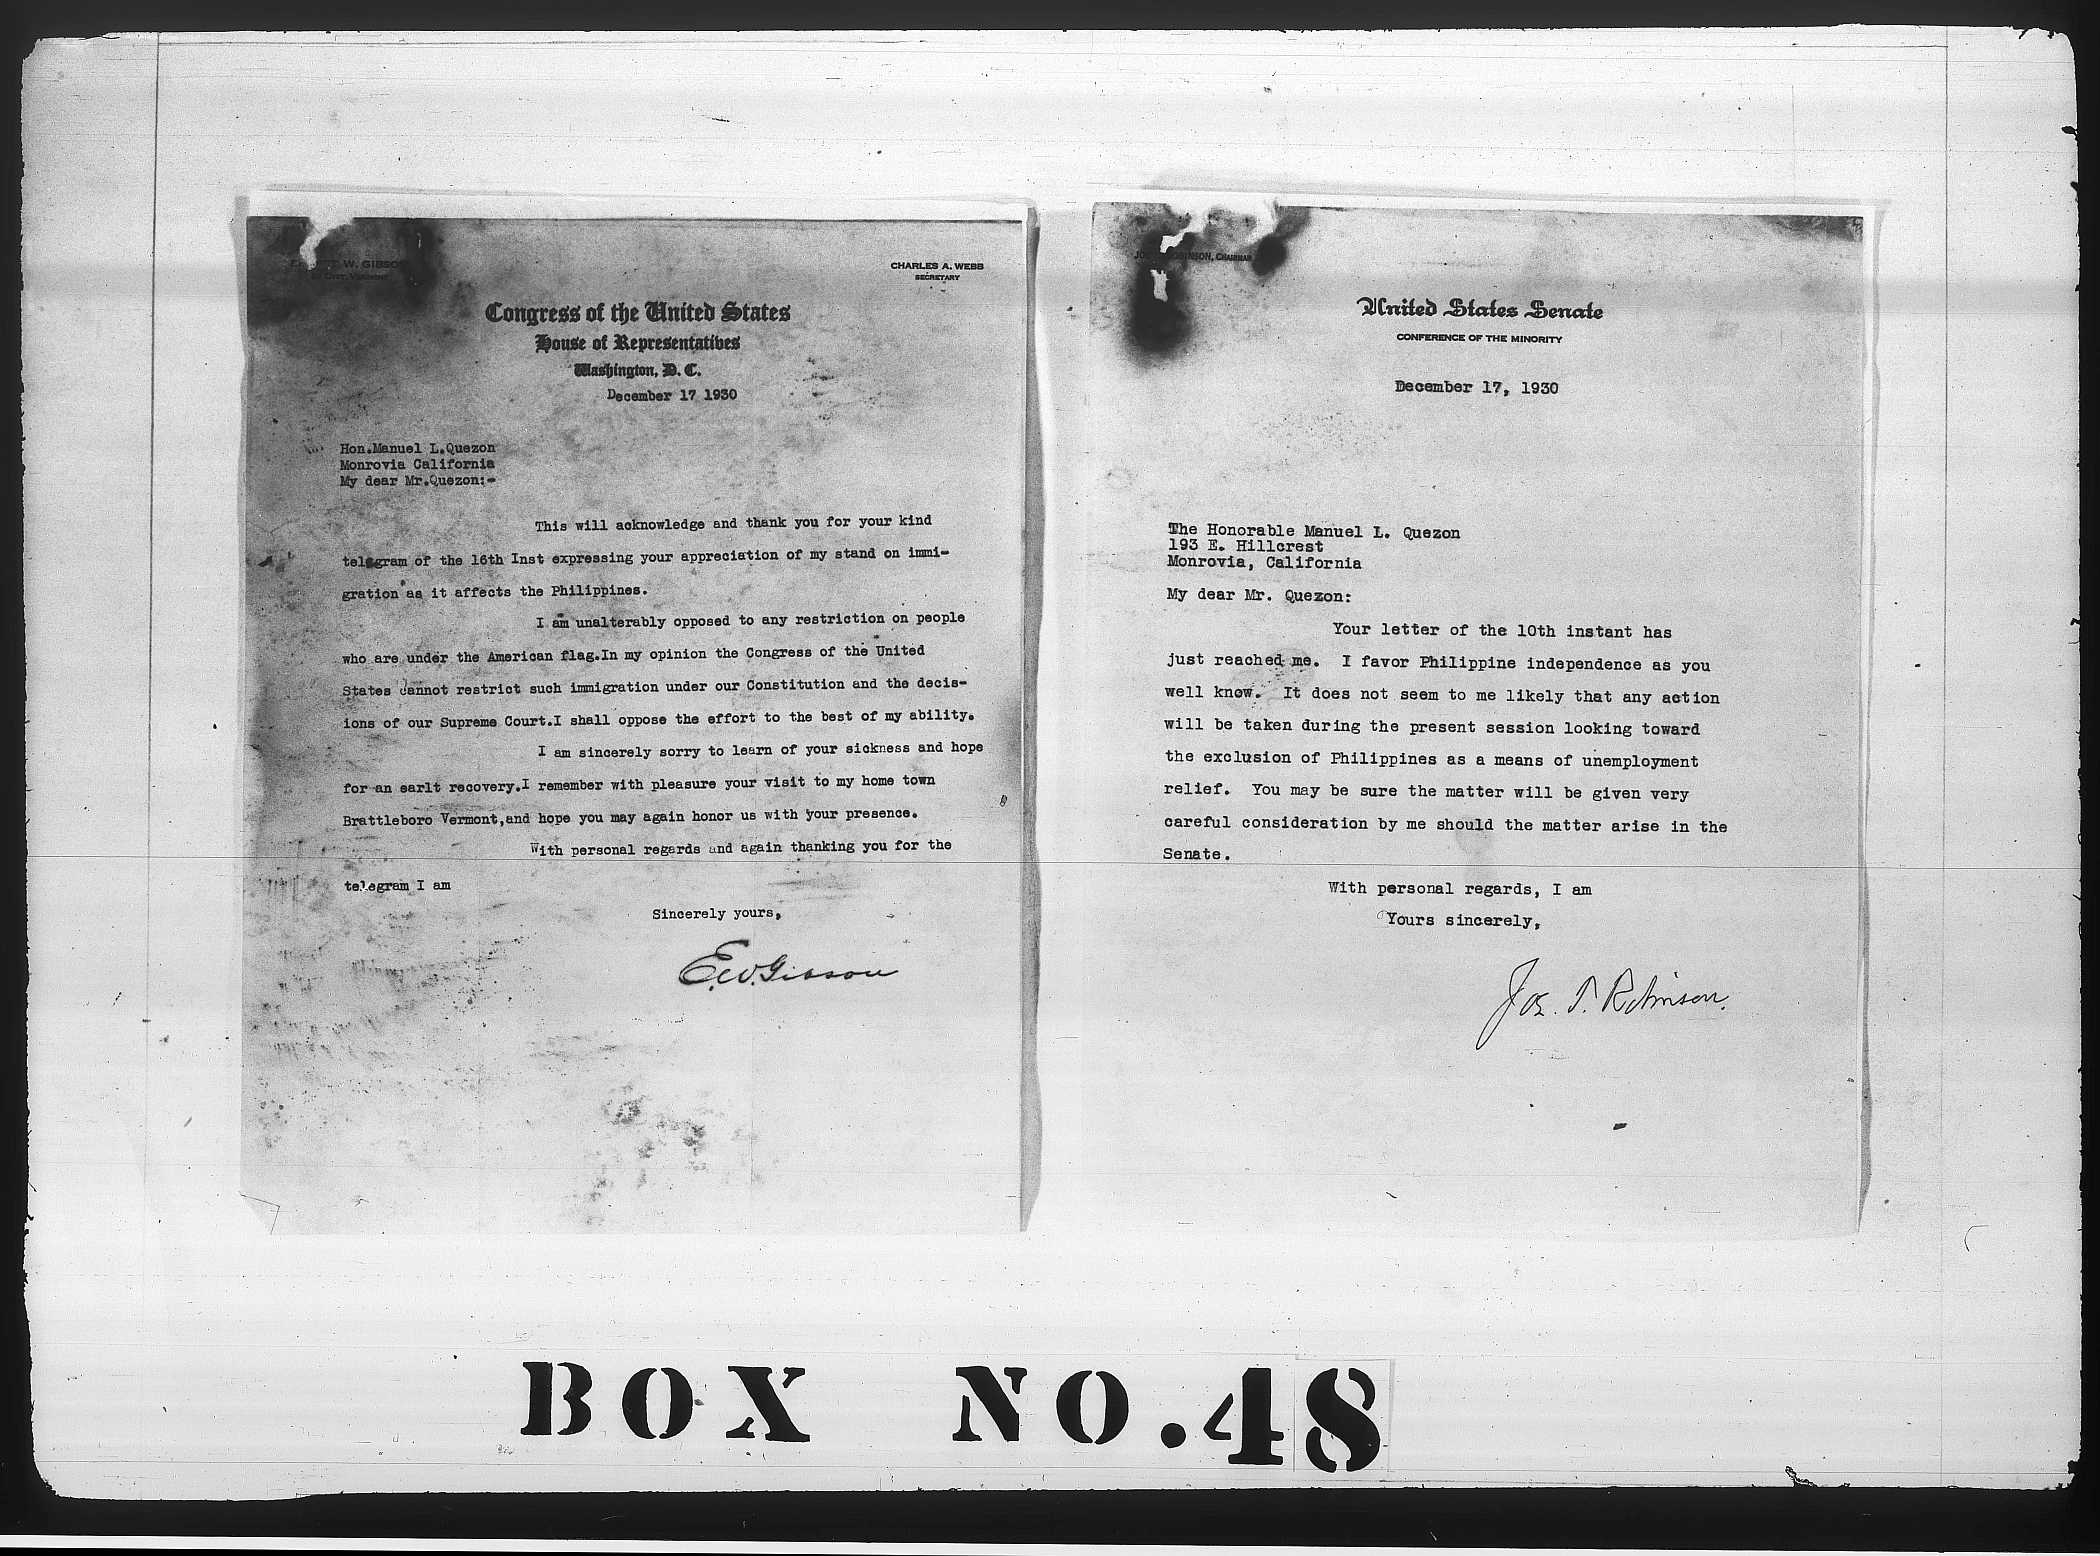 W. GIBSON
CHARLES A. WEBB
SECRETARY
Congress of the United States
House of Representatives
Washington, D. C.
December 17 1930
Hon.Manuel L.Quezon
Monrovia California
My dear Mr.Quezon:-
This will acknowledge and thank you for your kind
telegram of the 16th Inst expressing your appreciation of my stand on immi-
gration as it affects the Philippines.
I am unalterably opposed to any restriction on people
who are under the American flag.In my opinion the Congress of the United
States cannot restrict such immigration under our Constitution and the decis-
ions of our Supreme Court.I shall oppose the effort to the best of my ability.
I am sincerely sorry to learn of your sickness and hope
for an earlt recovery.I remember with pleasure your visit to my home town
Brattleboro Vermont,and hope you may again honor us with your presence.
With personal regards and again thanking you for the
telegram I am
Sincerely yours,
E.W.Gibson
ROBINSON, CHAIRMAN
United States Senate
CONFERENCE OF THE MINORITY
December 17, 1930
The Honorable Manuel L. Quezon
193 E. Hillcrest
Monrovia, California
My dear Mr. Quezon:
Your letter of the 10th instant has
just reached me. I favor Philippine independence as you
well know. It does not seem to me likely that any action
will be taken during the present session looking toward
the exclusion of Philippines as a means of unemployment
relief. You may be sure the matter will be given very
careful consideration by me should the matter arise in the
Senate.
With personal regards, I am
Yours sincerely,
Jos. T. Robinson.
BOX NO.48